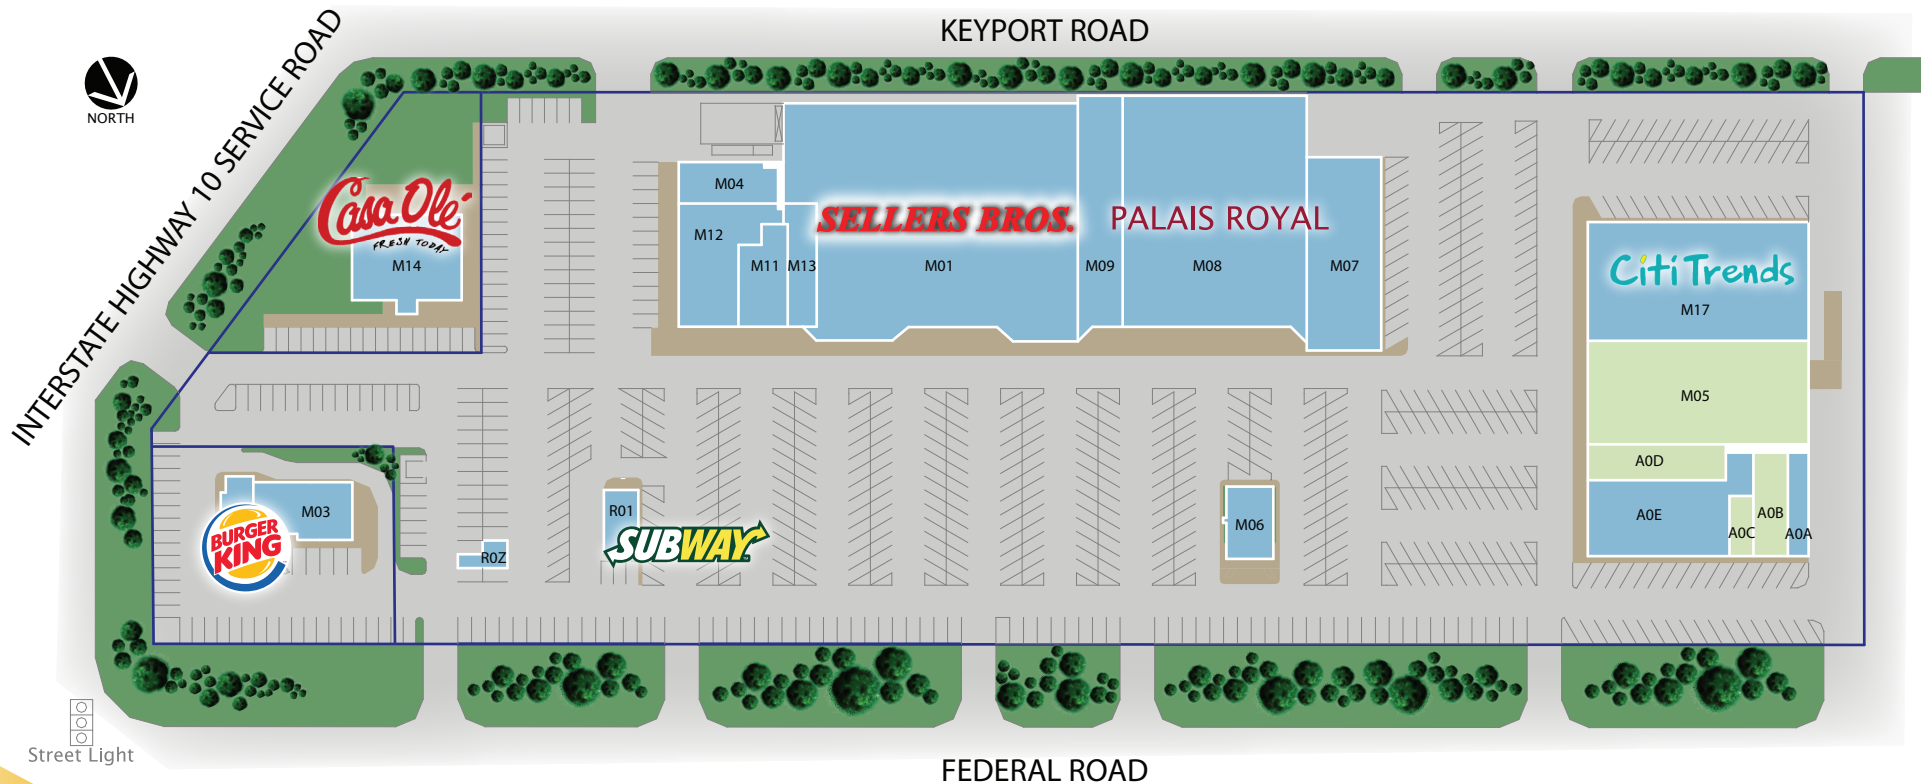 KEYPORT ROAD
NORTH
INTERSTATE HIGHWAY 10 SERVICE ROAD
Casa Olé
FRESH TODAY
M14
M04
M12
M11
M13
SELLERS BROS.
M01
M09
PALAIS ROYAL
M08
M07
Citi Trends
M17
M05
A0D
A0E
A0C
A0B
A0A
BURGER
KING
M03
R0Z
R01
SUBWAY
M06
Street Light
FEDERAL ROAD